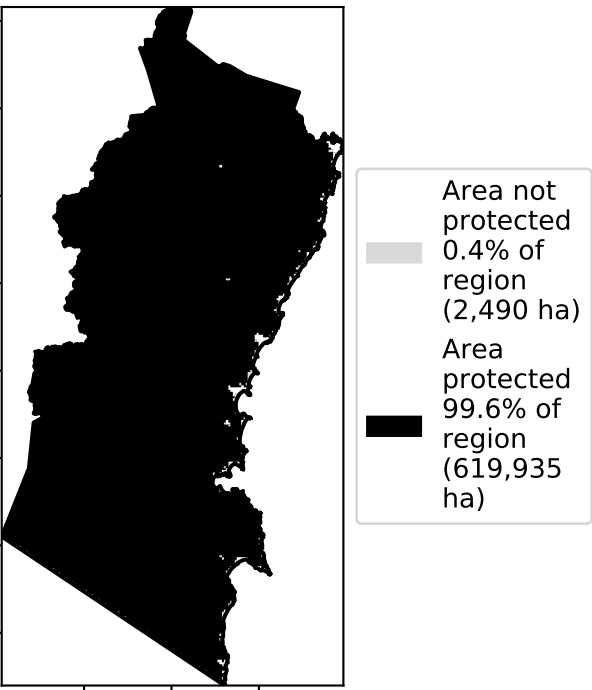 Area not
protected
0.4% of
region
(2,490 ha)
Area
protected
99.6% of
region
(619,935
ha)